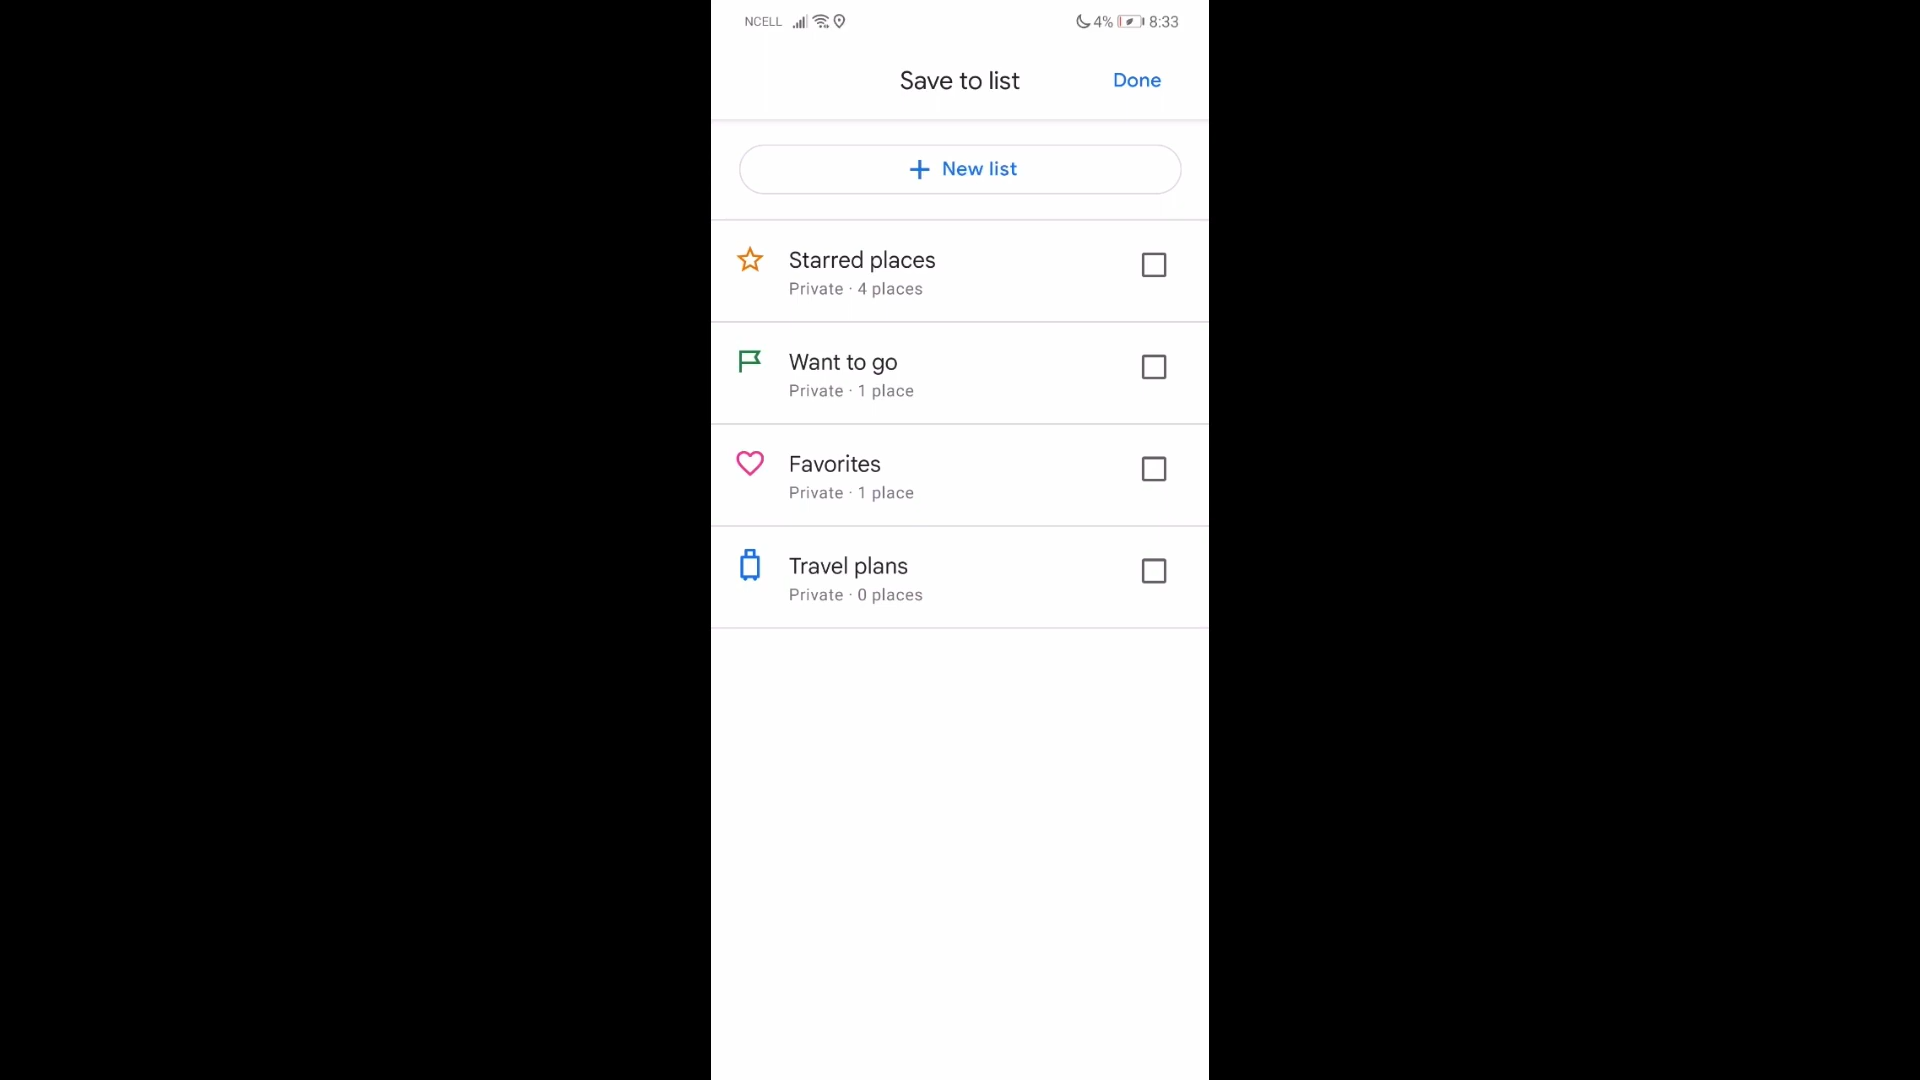 NCELL 4% 8:33
Save to list Done
+ New list
Starred places
Private · 4 places
Want to go
Private · 1 place
Favorites
Private · 1 place
Travel plans
Private · 0 places